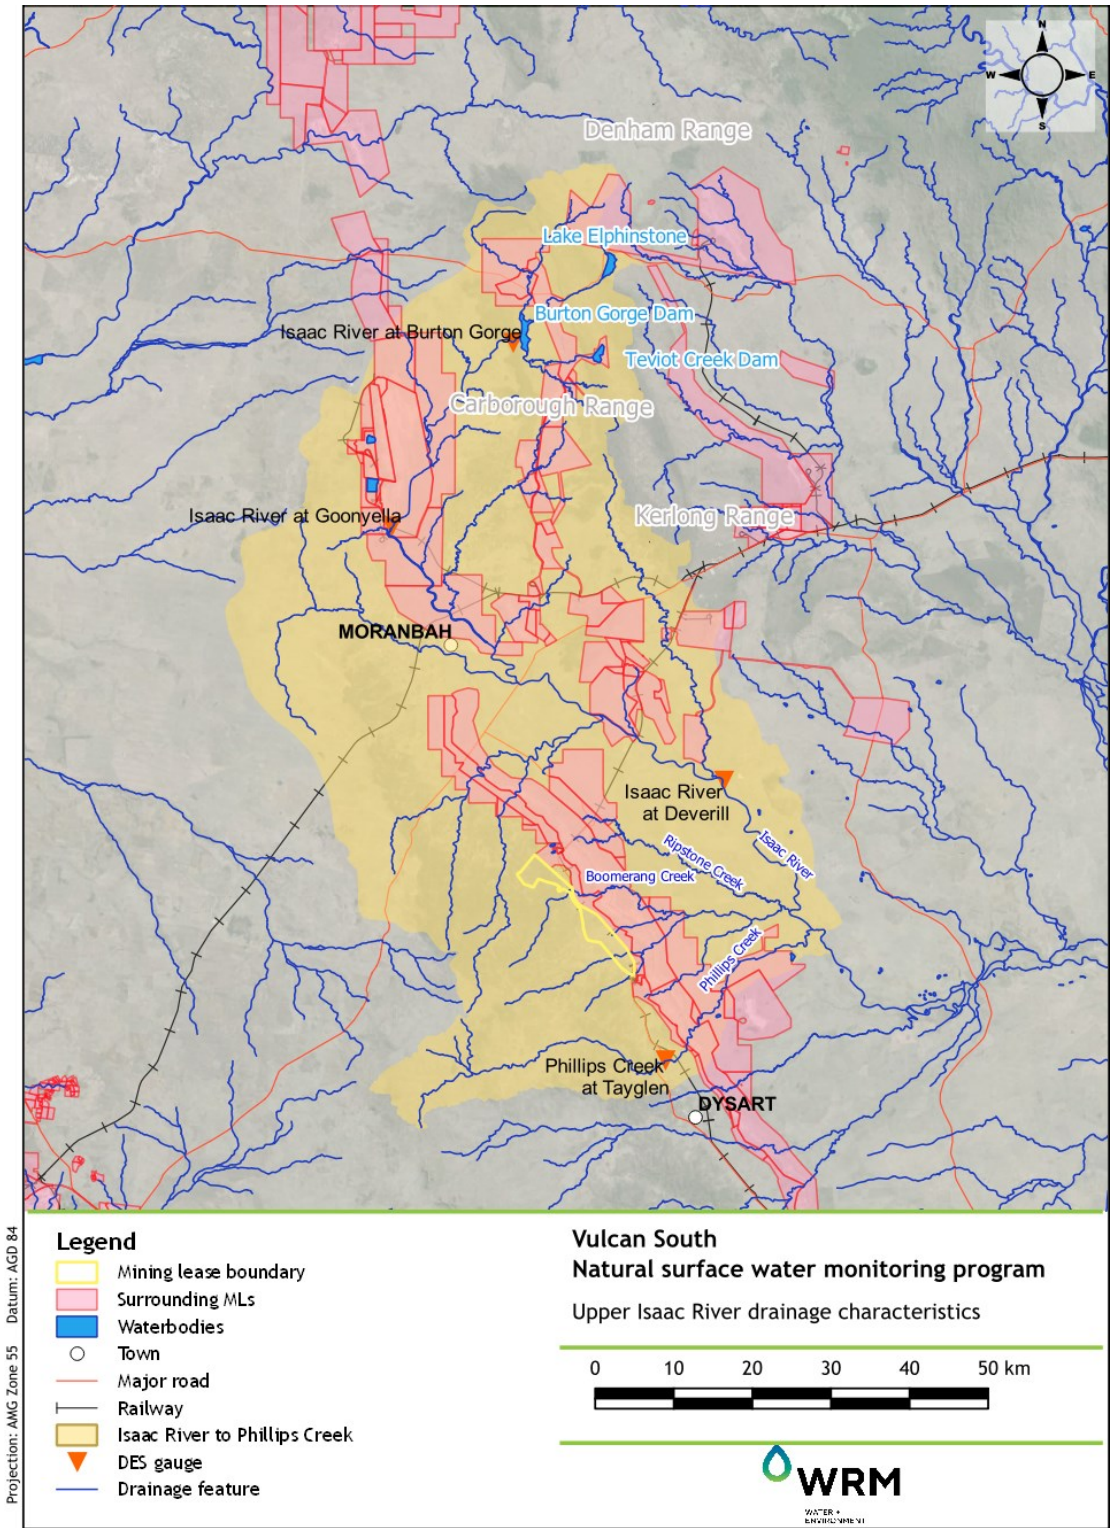 N
W
E
S
Denham Range
Lake Elphinstone
Burton Gorge Dam
Isaac River at Burton Gorge
Teviot Creek Dam
Carborough Range
Isaac River at Goonyella
Kerlong Range
MORANBAH
Isaac River
at Deverill
Isaac River
Ripstone Creek
Boomerang Creek
Phillips Creek
Phillips Creek
at Tayglen
DYSART
Projection: AMG Zone 55 Datum: AGD 84
Legend
Mining lease boundary
Surrounding MLs
Waterbodies
Town
Major road
Railway
Isaac River to Phillips Creek
DES gauge
Drainage feature
Vulcan South
Natural surface water monitoring program
Upper Isaac River drainage characteristics
0 10 20 30 40 50 km
WRM
WATER +
ENVIRONMENT